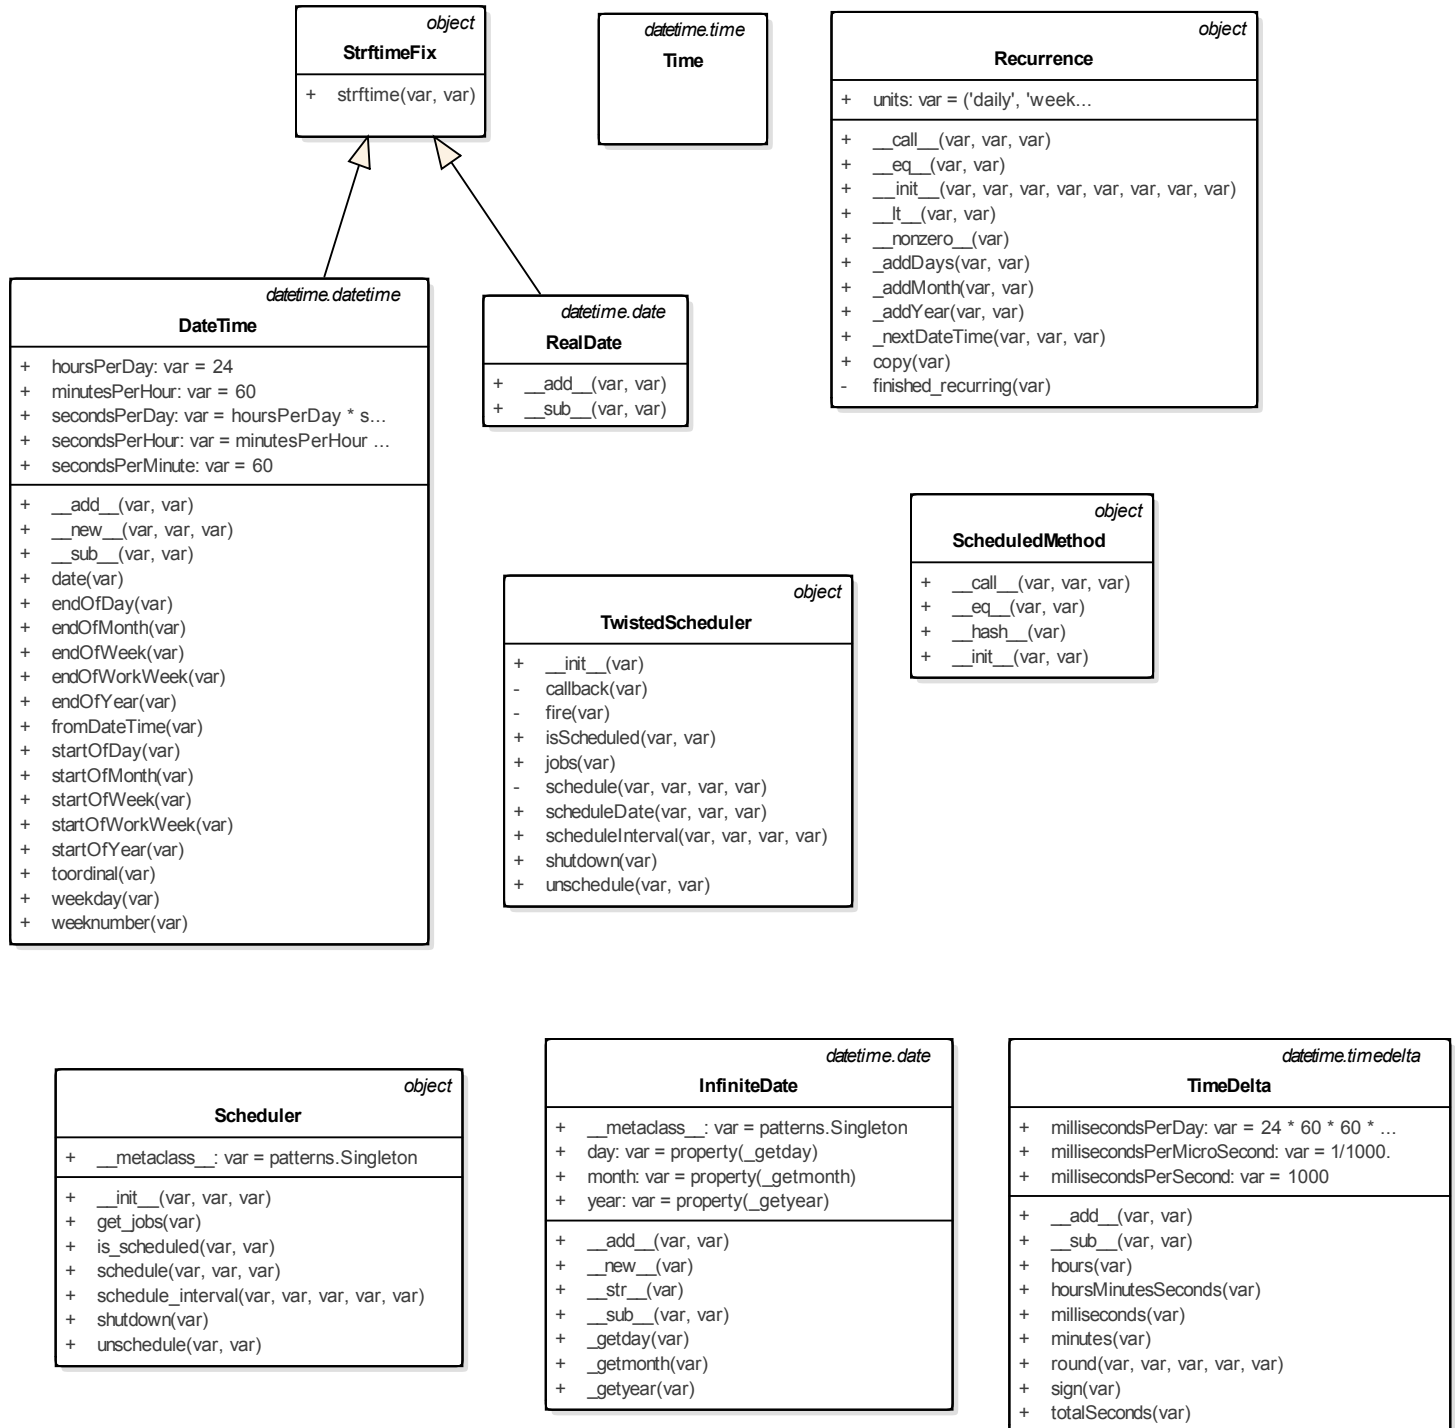 object
StrftimeFix
+ strftime(var, var)
datetime.time
Time
object
Recurrence
+ units: var = ('daily', 'week...
+ __call__(var, var, var)
+ __eq__(var, var)
+ __init__(var, var, var, var, var, var, var, var)
+ __lt__(var, var)
+ __nonzero__(var)
+ _addDays(var, var)
+ _addMonth(var, var)
+ _addYear(var, var)
+ _nextDateTime(var, var, var)
+ copy(var)
- finished_recurring(var)
datetime.datetime
DateTime
+ hoursPerDay: var = 24
+ minutesPerHour: var = 60
+ secondsPerDay: var = hoursPerDay * s...
+ secondsPerHour: var = minutesPerHour ...
+ secondsPerMinute: var = 60
+ __add__(var, var)
+ __new__(var, var, var)
+ __sub__(var, var)
+ date(var)
+ endOfDay(var)
+ endOfMonth(var)
+ endOfWeek(var)
+ endOfWorkWeek(var)
+ endOfYear(var)
+ fromDateTime(var)
+ startOfDay(var)
+ startOfMonth(var)
+ startOfWeek(var)
+ startOfWorkWeek(var)
+ startOfYear(var)
+ toordinal(var)
+ weekday(var)
+ weeknumber(var)
datetime.date
RealDate
+ __add__(var, var)
+ __sub__(var, var)
object
ScheduledMethod
+ __call__(var, var, var)
+ __eq__(var, var)
+ __hash__(var)
+ __init__(var, var)
object
TwistedScheduler
+ __init__(var)
- callback(var)
- fire(var)
+ isScheduled(var, var)
+ jobs(var)
- schedule(var, var, var, var)
+ scheduleDate(var, var, var)
+ scheduleInterval(var, var, var, var)
+ shutdown(var)
+ unschedule(var, var)
object
Scheduler
+ __metaclass__: var = patterns.Singleton
+ __init__(var, var, var)
+ get_jobs(var)
+ is_scheduled(var, var)
+ schedule(var, var, var)
+ schedule_interval(var, var, var, var, var)
+ shutdown(var)
+ unschedule(var, var)
datetime.date
InfiniteDate
+ __metaclass__: var = patterns.Singleton
+ day: var = property(_getday)
+ month: var = property(_getmonth)
+ year: var = property(_getyear)
+ __add__(var, var)
+ __new__(var)
+ __str__(var)
+ __sub__(var, var)
+ _getday(var)
+ _getmonth(var)
+ _getyear(var)
datetime.timedelta
TimeDelta
+ millisecondsPerDay: var = 24 * 60 * 60 * ...
+ millisecondsPerMicroSecond: var = 1/1000.
+ millisecondsPerSecond: var = 1000
+ __add__(var, var)
+ __sub__(var, var)
+ hours(var)
+ hoursMinutesSeconds(var)
+ milliseconds(var)
+ minutes(var)
+ round(var, var, var, var, var)
+ sign(var)
+ totalSeconds(var)